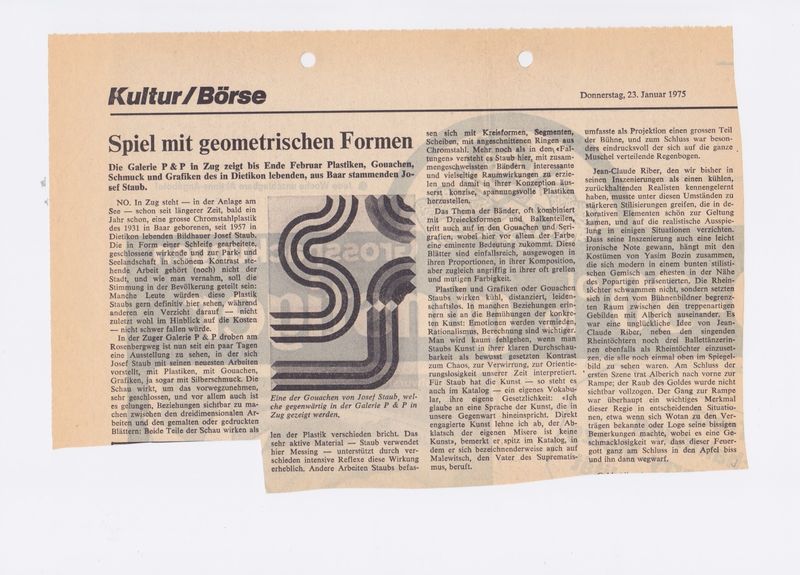 Kultur/Börse
Donnerstag, 23. Januar 1975
Spiel mit geometrischen Formen
Die Galerie P & P in Zug zeigt bis Ende Februar Plastiken, Gouachen,
Schmuck und Grafiken des in Dietikon lebenden, aus Baar stammenden Jo-
sef Staub.
NO. In Zug steht — in der Anlage am
See — schon seit längerer Zeit, bald ein
Jahr schon, eine grosse Chromstahlplastik
des 1931 in Baar geborenen, seit 1957 in
Dietikon lebenden Bildhauer Josef Staub.
Die in Form einer Schleife gearbeitete,
geschlossene wirkende und zur Park- und
Seelandschaft in schönem Kontrast ste-
hende Arbeit gehört (noch) nicht der
Stadt, und wie man vernahm, soll die
Stimmung in der Bevölkerung geteilt sein:
Manche Leute würden diese Plastik
Staubs gern definitiv hier sehen, während
anderen ein Verzicht darauf — nicht
zuletzt wohl im Hinblick auf die Kosten
— nicht schwer fallen würde.
In der Zuger Galerie P & P droben am
Rosenbergweg ist nun seit ein paar Tagen
eine Ausstellung zu sehen, in der sich
Josef Staub mit seinen neuesten Arbeiten
vorstellt, mit Plastiken, mit Gouachen,
Grafiken, ja sogar mit Silberschmuck. Die
Schau wirkt, um das vorwegzunehmen,
sehr geschlossen, und vor allem auch ist
es gelungen, Beziehungen sichtbar zu ma-
chen zwischen den dreidimensionalen Ar-
beiten und den gemalten oder gedruckten
Blättern: Beide Teile der Schau wirken als
Eine der Gouachen von Josef Staub, wel-
che gegenwärtig in der Galerie P & P in
Zug gezeigt werden.
len der Plastik verschieden bricht. Das
sehr aktive Material — Staub verwendet
hier Messing — unterstützt durch ver-
schieden intensive Reflexe diese Wirkung
erheblich. Andere Arbeiten Staubs befas-
sen sich mit Kreisformen, Segmenten,
Scheiben, mit angeschnittenen Ringen aus
Chromstahl. Mehr noch als in den «Fal-
tungen» versteht es Staub hier, mit zusam-
mengeschweissten Bändern interessante
und vielseitige Raumwirkungen zu erzie-
len und damit in ihrer Konzeption äus-
serst konzise, spannungsvolle Plastiken
herzustellen.
Das Thema der Bänder, oft kombiniert
mit Dreiecksformen und Balkenteilen,
tritt auch auf in den Gouachen und Seri-
grafien, wobei hier vor allem der Farbe
eine eminente Bedeutung zukommt. Diese
Blätter sind einfallsreich, ausgewogen in
ihren Proportionen, in ihrer Komposition,
aber zugleich angriffig in ihrer oft grellen
und mutigen Farbigkeit.
Plastiken und Grafiken oder Gouachen
Staubs wirken kühl, distanziert, leiden-
schaftslos. In manchen Beziehungen erin-
nern sie an die Bemühungen der konkre-
ten Kunst: Emotionen werden vermieden,
Rationalismus, Berechnung sind wichtiger.
Man wird kaum fehlgehen, wenn man
Staubs Kunst in ihrer klaren Durchschau-
barkeit als bewusst gesetzten Kontrast
zum Chaos, zur Verwirrung, zur Orientie-
rungslosigkeit unserer Zeit interpretiert.
Für Staub hat die Kunst — so steht es
auch im Katalog — ein eigenes Vokabu-
lar, ihre eigene Gesetzlichkeit: «Ich
glaube an eine Sprache der Kunst, die in
unsere Gegenwart hineinspricht. Direkt
engagierte Kunst lehne ich ab, der Ab-
klatsch der eigenen Misere ist keine
Kunst», bemerkt er spitz im Katalog, in
dem er sich bezeichnenderweise auch auf
Malewitsch, den Vater des Suprematis-
mus, beruft.
umfasste als Projektion einen grossen Teil
der Bühne, und zum Schluss war beson-
ders eindrucksvoll der sich auf die ganze
Muschel verteilende Regenbogen.
Jean-Claude Riber, den wir bisher in
seinen Inszenierungen als einen kühlen,
zurückhaltenden Realisten kennengelernt
haben, musste unter diesen Umständen zu
stärkeren Stilisierungen greifen, die in de-
korativen Elementen schön zur Geltung
kamen, und auf die realistische Ausspie-
lung in einigen Situationen verzichten.
Dass seine Inszenierung auch eine leicht
ironische Note gewann, hängt mit den
Kostümen von Yasim Bozin zusammen,
die sich modern in einem bunten stilisti-
schen Gemisch am ehesten in der Nähe
des Popartigen präsentierten. Die Rhein-
töchter schwammen nicht, sondern setzten
sich in dem vom Bühnenbildner begrenz-
ten Raum zwischen den treppenartigen
Gebilden mit Alberich auseinander. Es
war eine unglückliche Idee von Jean-
Claude Riber, neben den singenden
Rheintöchtern noch drei Ballettänzerin-
nen ebenfalls als Rheintöchter einzuset-
zen, die alle noch einmal oben im Spiegel-
bild zu sehen waren. Am Schluss der
ersten Szene trat Alberich nach vorne zur
Rampe; der Raub des Goldes wurde nicht
sichtbar vollzogen. Der Gang zur Rampe
war überhaupt ein wichtiges Merkmal
dieser Regie in entscheidenden Situatio-
nen, etwa wenn sich Wotan zu den Ver-
trägen bekannte oder Loge seine bissigen
Bemerkungen machte, wobei es eine Ge-
schmacklosigkeit war, dass dieser Feuer-
gott ganz am Schluss in den Apfel biss
und ihn dann wegwarf.